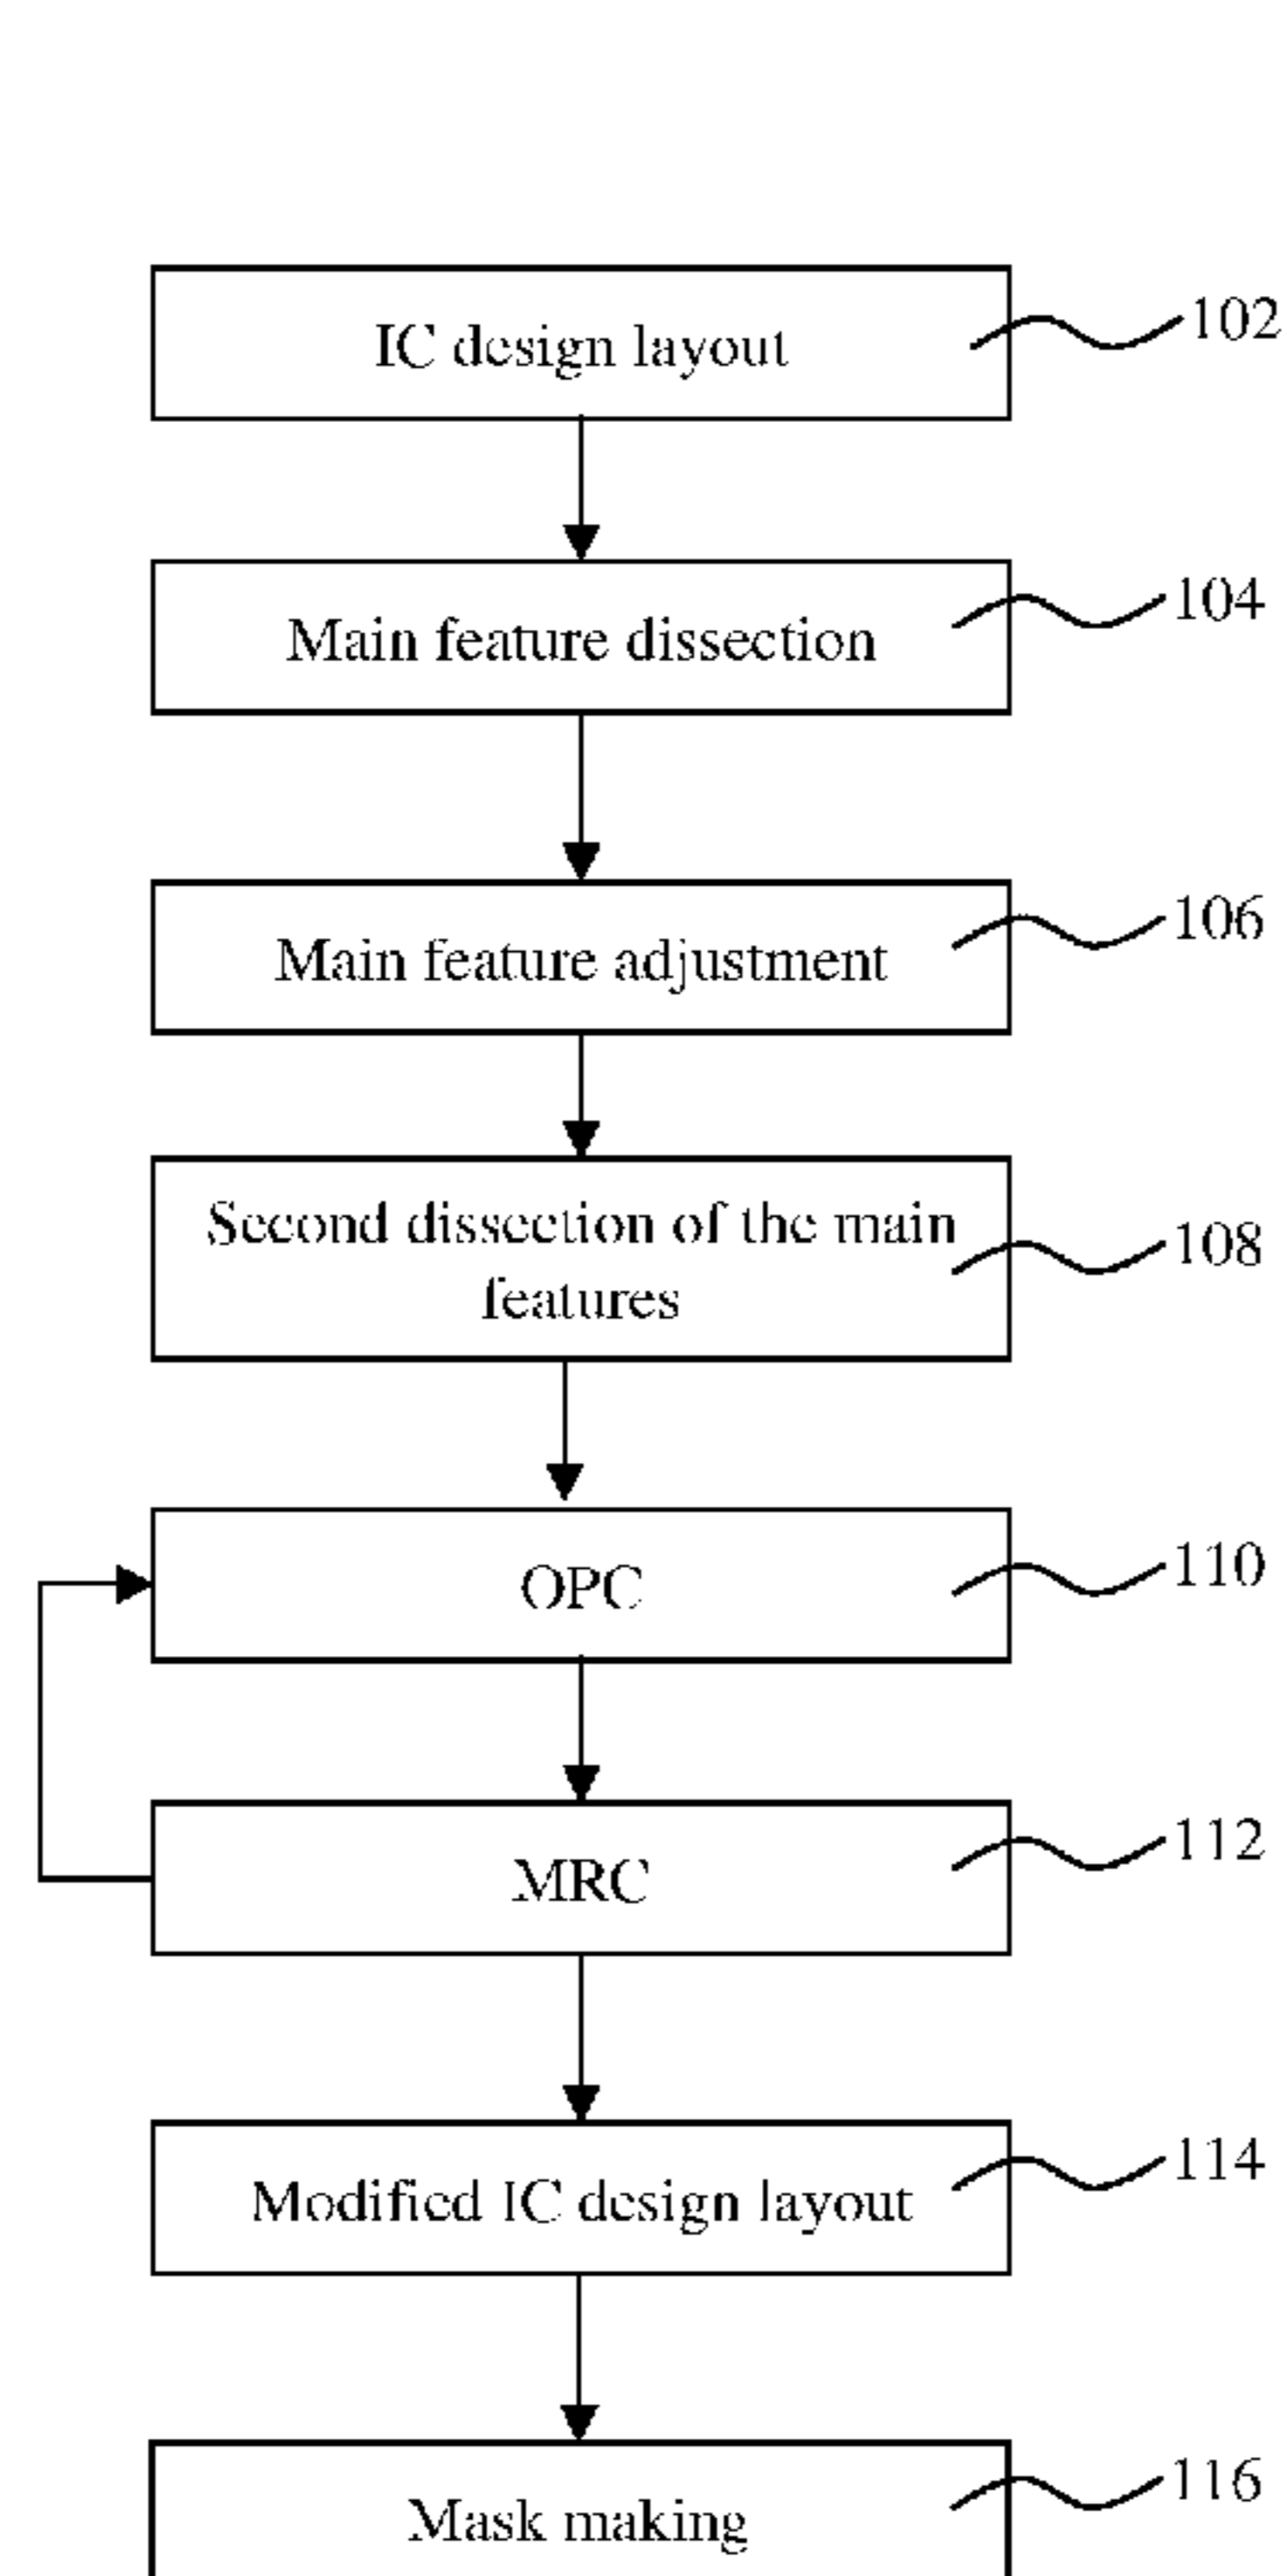 IC design layout
102
Main feature dissection
104
Main feature adjustment
106
Second dissection of the main
features
108
OPC
110
MRC
112
Modified IC design layout
114
Mask making
116